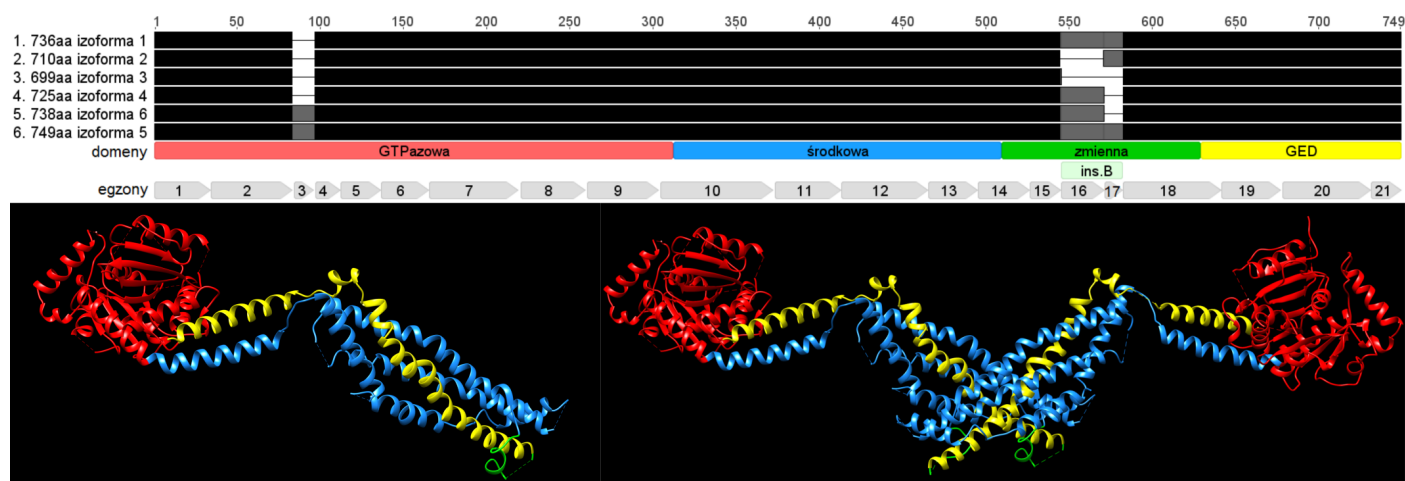 1 50 100 150 200 250 300 350 400 450 500 550 600 650 700 749
1. 736aa izoforma 1
2. 710aa izoforma 2
3. 699aa izoforma 3
4. 725aa izoforma 4
5. 738aa izoforma 6
6. 749aa izoforma 5
domeny GTPazowa środkowa zmienna GED
ins.B
egzony 1 2 3 4 5 6 7 8 9 10 11 12 13 14 15 16 17 18 19 20 21